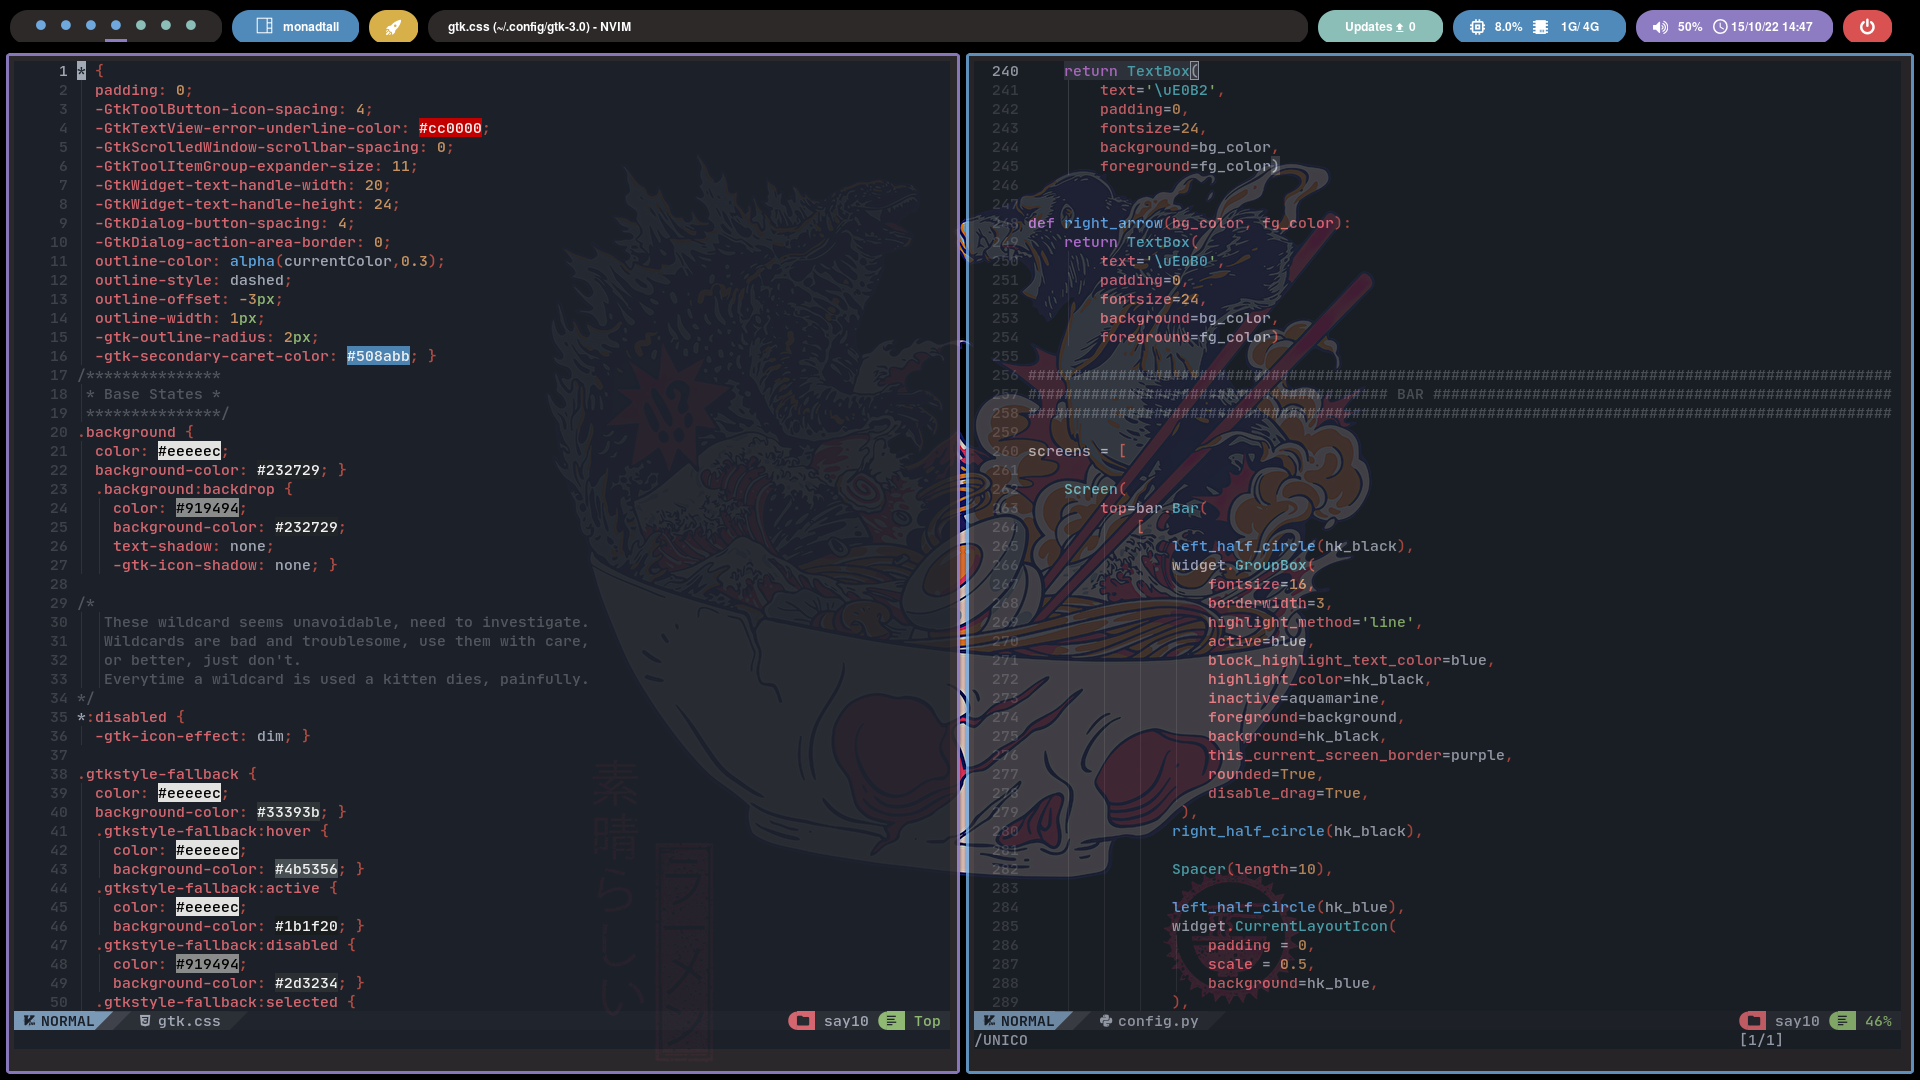 monadtall
gtk.css (~/.config/gtk-3.0) - NVIM
Updates 0
8.0%
1G/ 4G
50%
15/10/22 14:47
1 * {
2 padding: 0;
3 -GtkToolButton-icon-spacing: 4;
4 -GtkTextView-error-underline-color: #cc0000;
5 -GtkScrolledWindow-scrollbar-spacing: 0;
6 -GtkToolItemGroup-expander-size: 11;
7 -GtkWidget-text-handle-width: 20;
8 -GtkWidget-text-handle-height: 24;
9 -GtkDialog-button-spacing: 4;
10 -GtkDialog-action-area-border: 0;
11 outline-color: alpha(currentColor,0.3);
12 outline-style: dashed;
13 outline-offset: -3px;
14 outline-width: 1px;
15 -gtk-outline-radius: 2px;
16 -gtk-secondary-caret-color: #508abb; }
17 /***************
18 * Base States *
19 ***************/
20 .background {
21 color: #eeeeec;
22 background-color: #232729; }
23 .background:backdrop {
24 color: #919494;
25 background-color: #232729;
26 text-shadow: none;
27 -gtk-icon-shadow: none; }
28
29 /*
30 These wildcard seems unavoidable, need to investigate.
31 Wildcards are bad and troublesome, use them with care,
32 or better, just don't.
33 Everytime a wildcard is used a kitten dies, painfully.
34 */
35 *:disabled {
36 -gtk-icon-effect: dim; }
37
38 .gtkstyle-fallback {
39 color: #eeeeec;
40 background-color: #33393b; }
41 .gtkstyle-fallback:hover {
42 color: #eeeeec;
43 background-color: #4b5356; }
44 .gtkstyle-fallback:active {
45 color: #eeeeec;
46 background-color: #1b1f20; }
47 .gtkstyle-fallback:disabled {
48 color: #919494;
49 background-color: #2d3234; }
50 .gtkstyle-fallback:selected {
NORMAL gtk.css say10 Top
240 return TextBox(
241 text='\uE0B2',
242 padding=0,
243 fontsize=24,
244 background=bg_color,
245 foreground=fg_color)
246
247
248 def right_arrow(bg_color, fg_color):
249 return TextBox(
250 text='\uE0B0',
251 padding=0,
252 fontsize=24,
253 background=bg_color,
254 foreground=fg_color)
255
256 ################################################################################################
257 ######################################## BAR ###################################################
258 ################################################################################################
259
260 screens = [
261
262 Screen(
263 top=bar.Bar(
264 [
265 left_half_circle(hk_black),
266 widget.GroupBox(
267 fontsize=16,
268 borderwidth=3,
269 highlight_method='line',
270 active=blue,
271 block_highlight_text_color=blue,
272 highlight_color=hk_black,
273 inactive=aquamarine,
274 foreground=background,
275 background=hk_black,
276 this_current_screen_border=purple,
277 rounded=True,
278 disable_drag=True,
279 ),
280 right_half_circle(hk_black),
281
282 Spacer(length=10),
283
284 left_half_circle(hk_blue),
285 widget.CurrentLayoutIcon(
286 padding = 0,
287 scale = 0.5,
288 background=hk_blue,
289 ),
NORMAL config.py say10 46%
/UNICO [1/1]
素晴らしい
ラーメン
!?